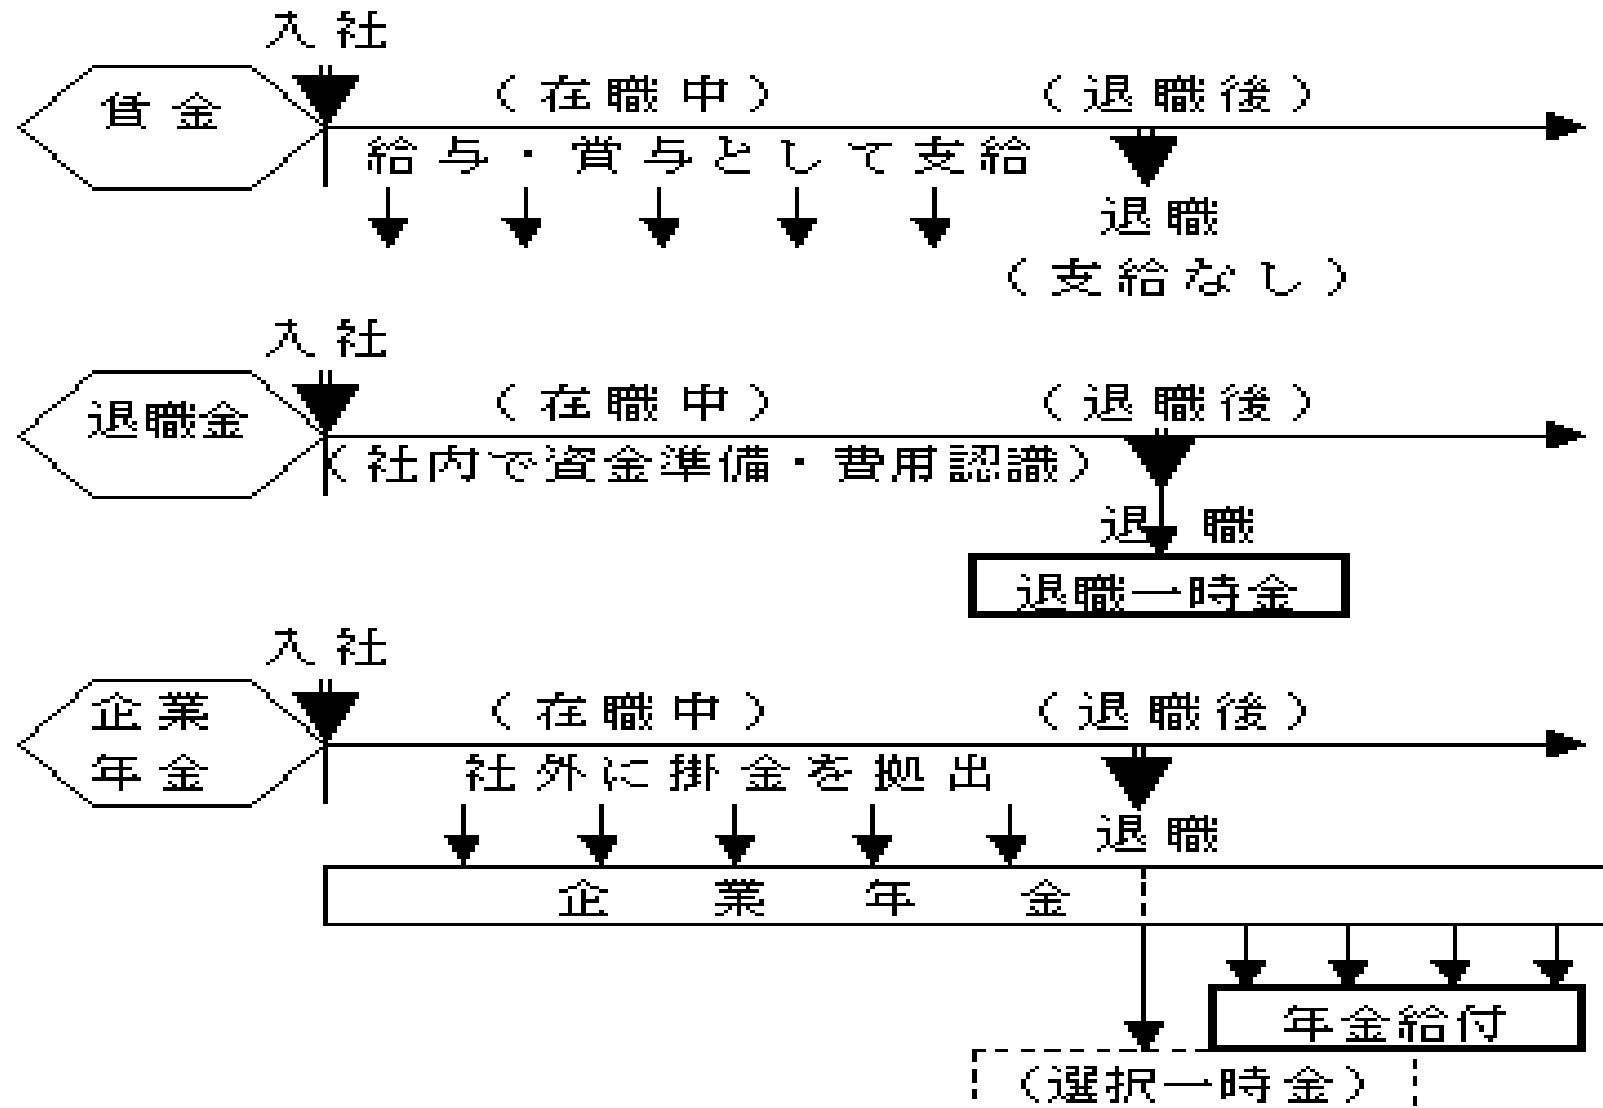 入社
賃金
（在職中）
（退職後）
給与・賞与として支給
退職
（支給なし）
入社
退職金
（在職中）
（退職後）
（社内で資金準備・費用認識）
退職
退職一時金
入社
企業
年金
（在職中）
（退職後）
社外に掛金を拠出
退職
企業年金
年金給付
（選択一時金）